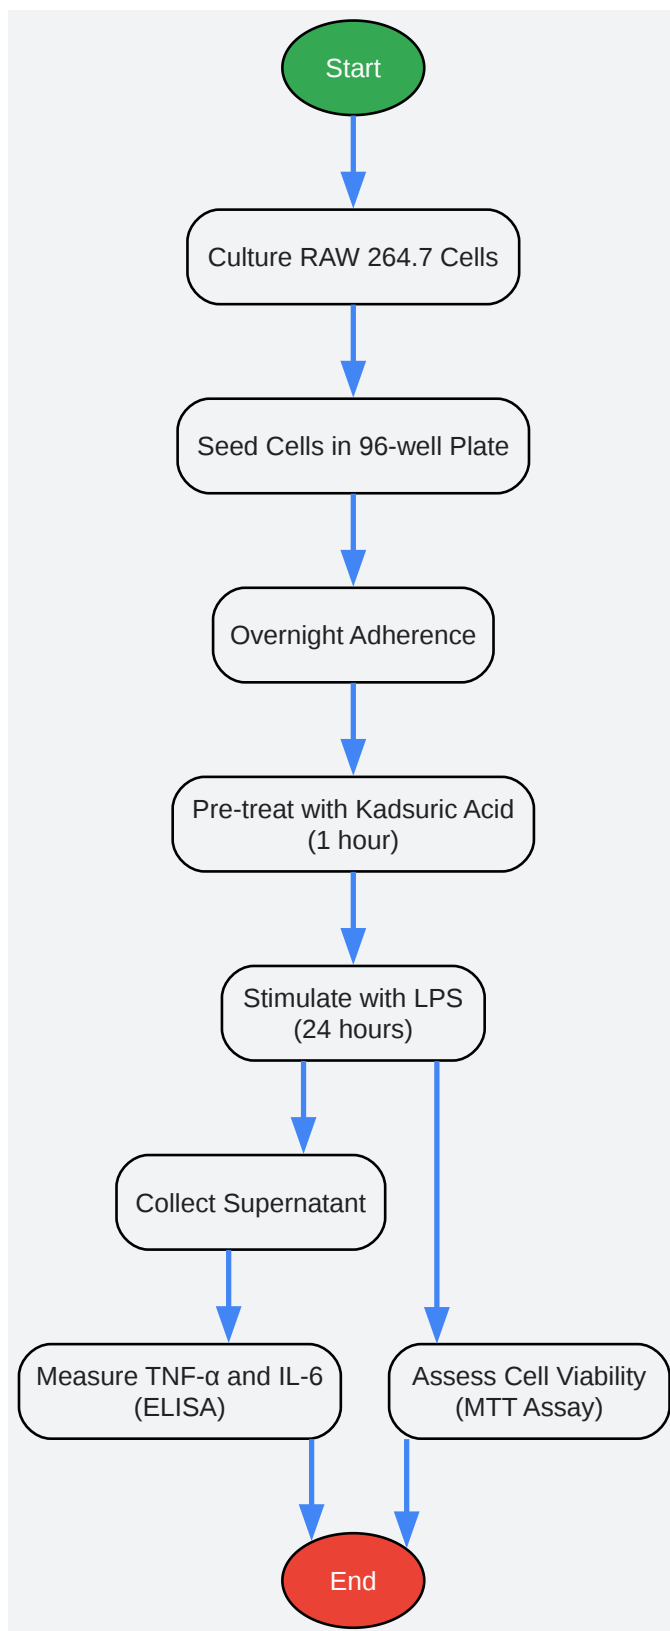 Start
Culture RAW 264.7 Cells
Seed Cells in 96-well Plate
Overnight Adherence
Pre-treat with Kadsuric Acid
(1 hour)
Stimulate with LPS
(24 hours)
Collect Supernatant
Measure TNF-α and IL-6
(ELISA)
Assess Cell Viability
(MTT Assay)
End